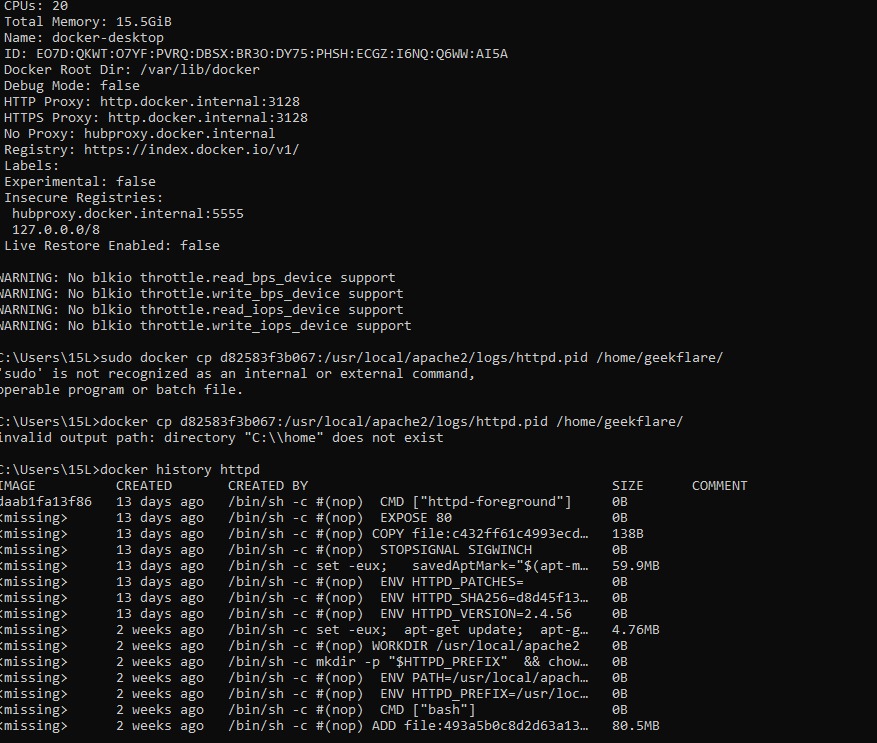 CPUs: 20
Total Memory: 15.5GiB
Name: docker-desktop
ID: EO7D:QKWT:O7YF:PVRQ:DBSX:BR3O:DY75:PHSH:ECGZ:I6NQ:Q6WW:AI5A
Docker Root Dir: /var/lib/docker
Debug Mode: false
HTTP Proxy: http.docker.internal:3128
HTTPS Proxy: http.docker.internal:3128
No Proxy: hubproxy.docker.internal
Registry: https://index.docker.io/v1/
Labels:
Experimental: false
Insecure Registries:
hubproxy.docker.internal:5555
127.0.0.0/8
Live Restore Enabled: false
WARNING: No blkio throttle.read_bps_device support
WARNING: No blkio throttle.write_bps_device support
WARNING: No blkio throttle.read_iops_device support
WARNING: No blkio throttle.write_iops_device support
C:\Users\15L>sudo docker cp d82583f3b067:/usr/local/apache2/logs/httpd.pid /home/geekflare/
'sudo' is not recognized as an internal or external command,
operable program or batch file.
C:\Users\15L>docker cp d82583f3b067:/usr/local/apache2/logs/httpd.pid /home/geekflare/
invalid output path: directory "C:\\home" does not exist
C:\Users\15L>docker history httpd
IMAGE CREATED CREATED BY SIZE COMMENT
daab1fa13f86 13 days ago /bin/sh -c #(nop) CMD ["httpd-foreground"] 0B
<missing> 13 days ago /bin/sh -c #(nop) EXPOSE 80 0B
<missing> 13 days ago /bin/sh -c #(nop) COPY file:c432ff61c4993ecd… 138B
<missing> 13 days ago /bin/sh -c #(nop) STOPSIGNAL SIGWINCH 0B
<missing> 13 days ago /bin/sh -c set -eux; savedAptMark="$(apt-m… 59.9MB
<missing> 13 days ago /bin/sh -c #(nop) ENV HTTPD_PATCHES= 0B
<missing> 13 days ago /bin/sh -c #(nop) ENV HTTPD_SHA256=d8d45f13… 0B
<missing> 13 days ago /bin/sh -c #(nop) ENV HTTPD_VERSION=2.4.56 0B
<missing> 2 weeks ago /bin/sh -c set -eux; apt-get update; apt-g… 4.76MB
<missing> 2 weeks ago /bin/sh -c #(nop) WORKDIR /usr/local/apache2 0B
<missing> 2 weeks ago /bin/sh -c mkdir -p "$HTTPD_PREFIX" && chow… 0B
<missing> 2 weeks ago /bin/sh -c #(nop) ENV PATH=/usr/local/apach… 0B
<missing> 2 weeks ago /bin/sh -c #(nop) ENV HTTPD_PREFIX=/usr/loc… 0B
<missing> 2 weeks ago /bin/sh -c #(nop) CMD ["bash"] 0B
<missing> 2 weeks ago /bin/sh -c #(nop) ADD file:493a5b0c8d2d63a13… 80.5MB